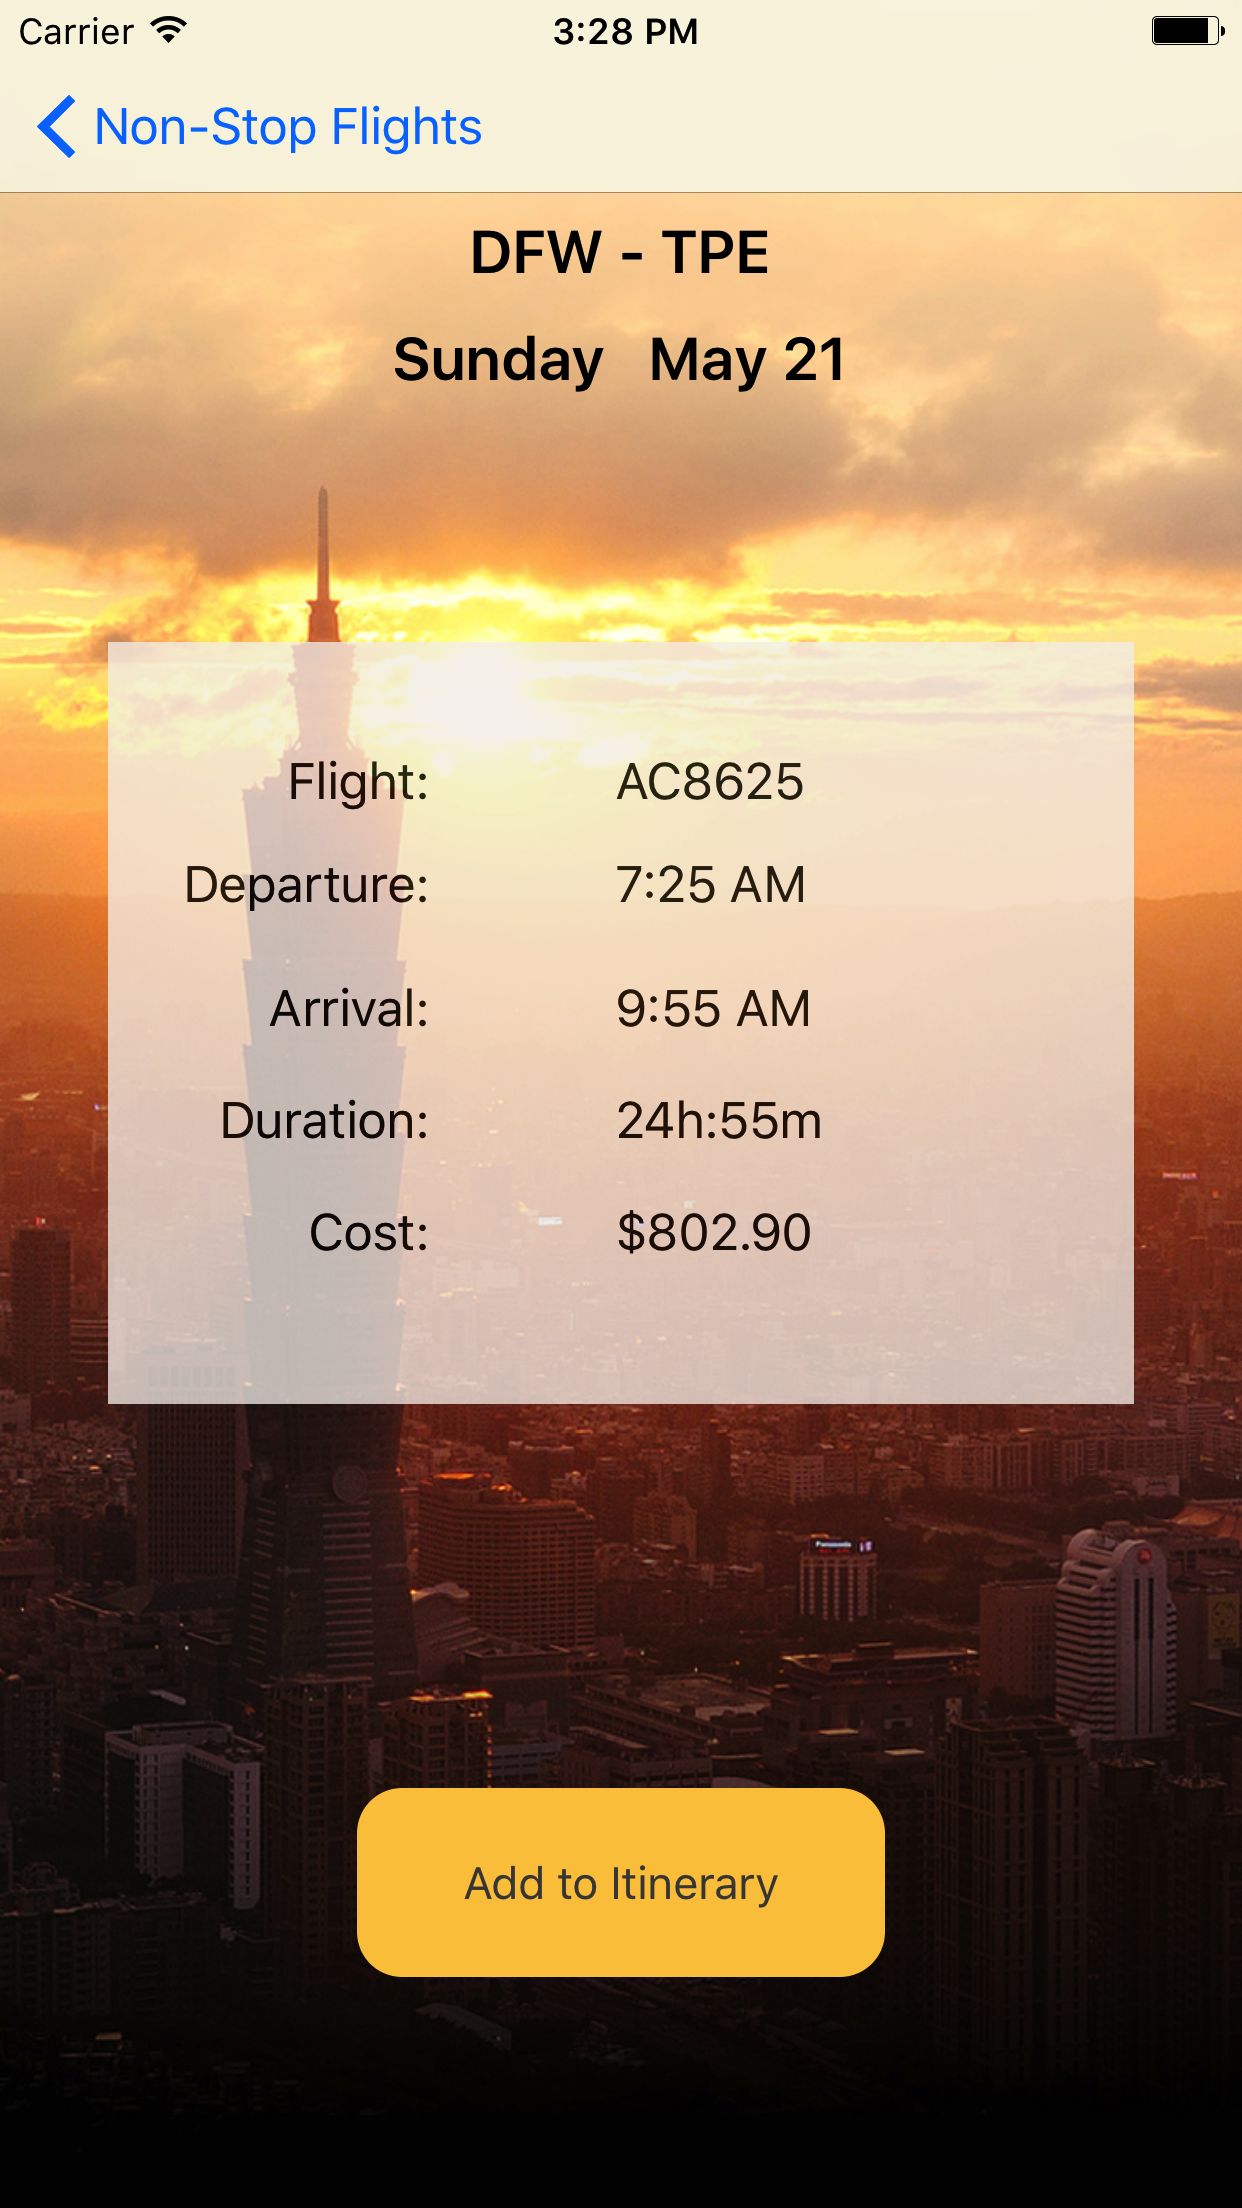 Carrier 3:28 PM
Non-Stop Flights
DFW - TPE
Sunday May 21
Flight: AC8625
Departure: 7:25 AM
Arrival: 9:55 AM
Duration: 24h:55m
Cost: $802.90
Panasonic
Add to Itinerary